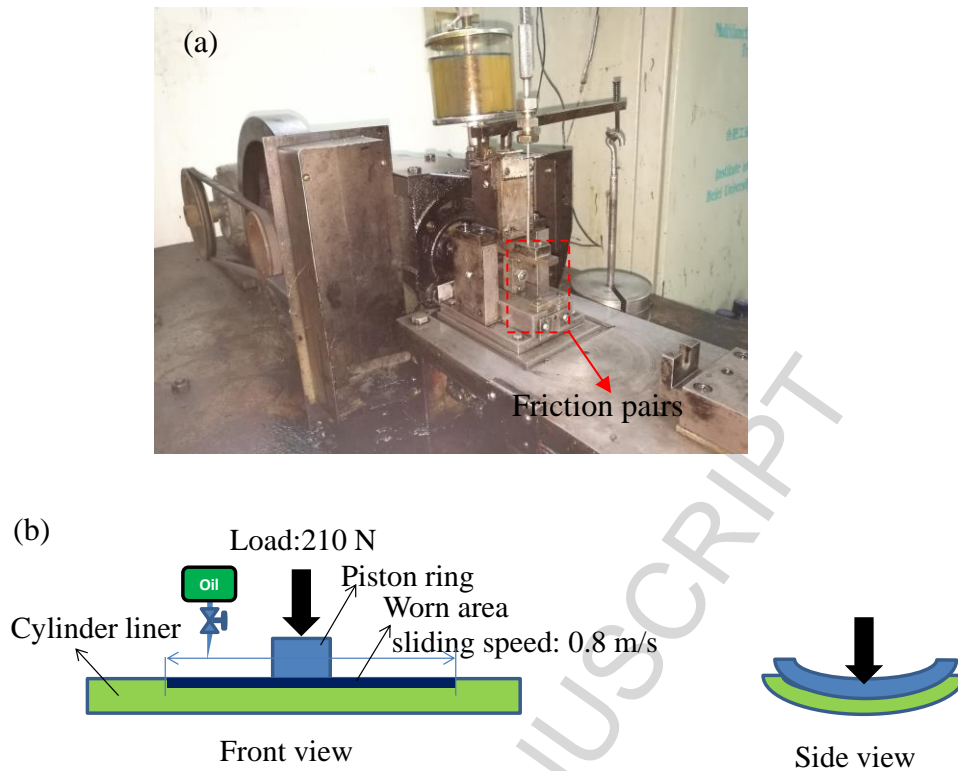 (a)
Friction pairs
(b)
Load:210 N
Oil
Piston ring
Worn area
Cylinder liner
sliding speed: 0.8 m/s
Front view
Side view
USCRIPT